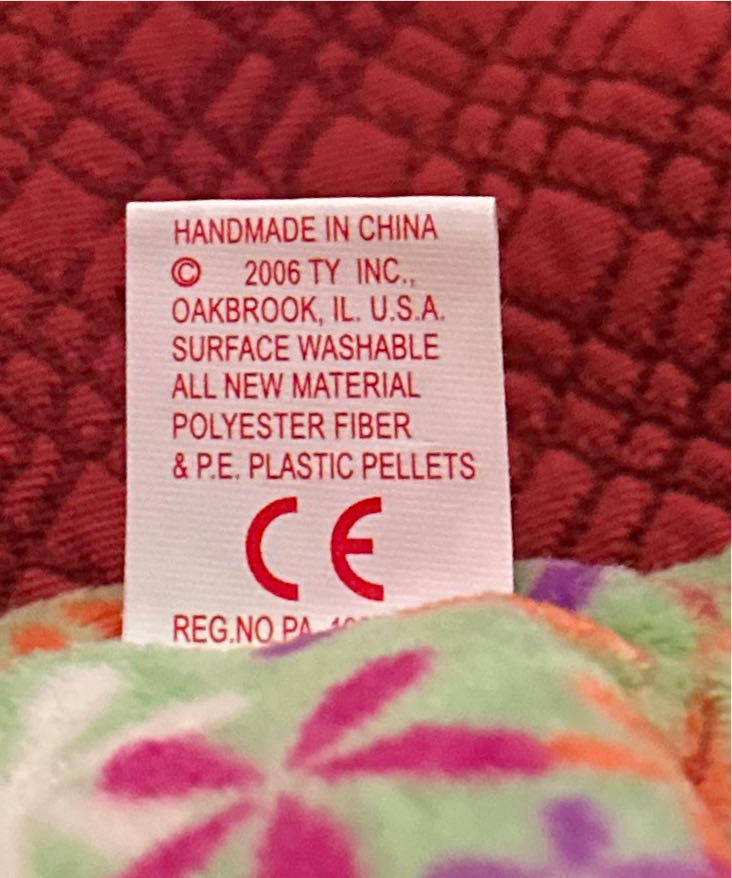 HANDMADE IN CHINA
© 2006 TY INC.,
OAKBROOK, IL. U.S.A.
SURFACE WASHABLE
ALL NEW MATERIAL
POLYESTER FIBER
& P.E. PLASTIC PELLETS
CE
REG.NO PA.